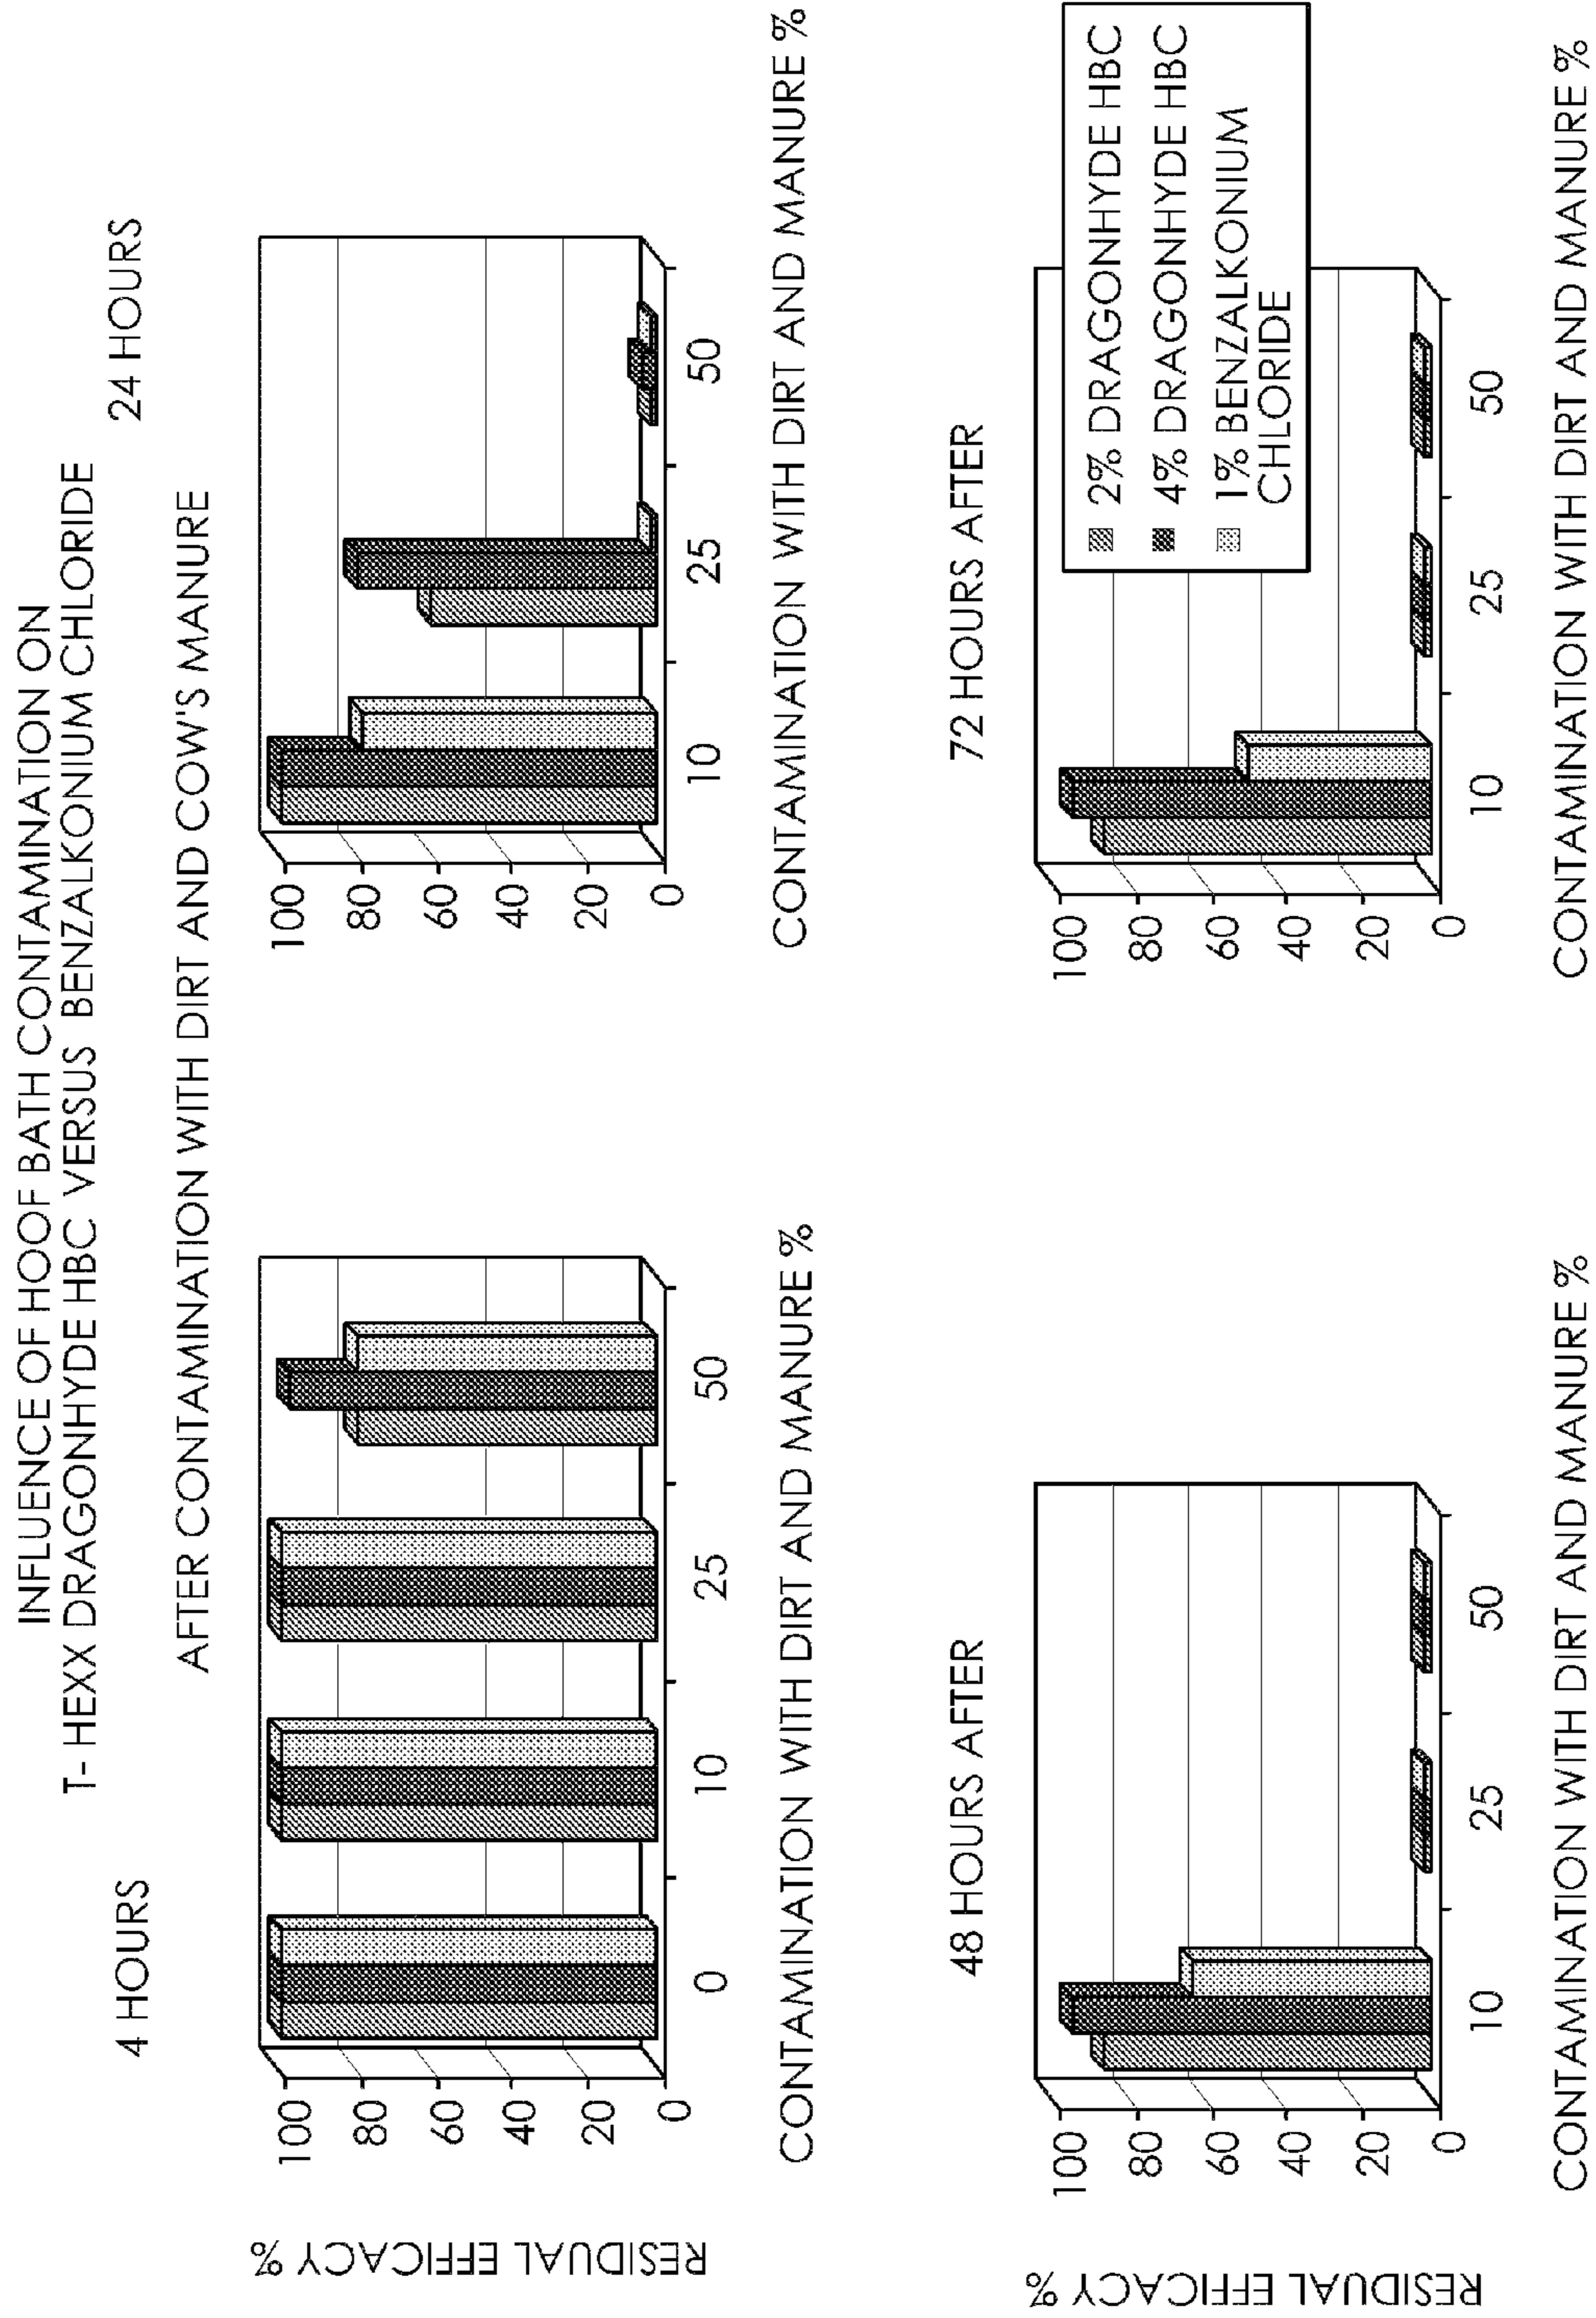 INFLUENCE OF HOOF BATH CONTAMINATION ON
T- HEXX DRAGONHYDE HBC VERSUS BENZALKONIUM CHLORIDE
4 HOURS
24 HOURS
AFTER CONTAMINATION WITH DIRT AND COW'S MANURE
RESIDUAL EFFICACY %
100
80
60
40
20
0
0
10
25
50
CONTAMINATION WITH DIRT AND MANURE %
100
80
60
40
20
0
10
25
50
CONTAMINATION WITH DIRT AND MANURE %
48 HOURS AFTER
RESIDUAL EFFICACY %
100
80
60
40
20
0
10
25
50
CONTAMINATION WITH DIRT AND MANURE %
72 HOURS AFTER
100
80
60
40
20
0
10
25
50
CONTAMINATION WITH DIRT AND MANURE %
2% DRAGONHYDE HBC
4% DRAGONHYDE HBC
1% BENZALKONIUM
CHLORIDE